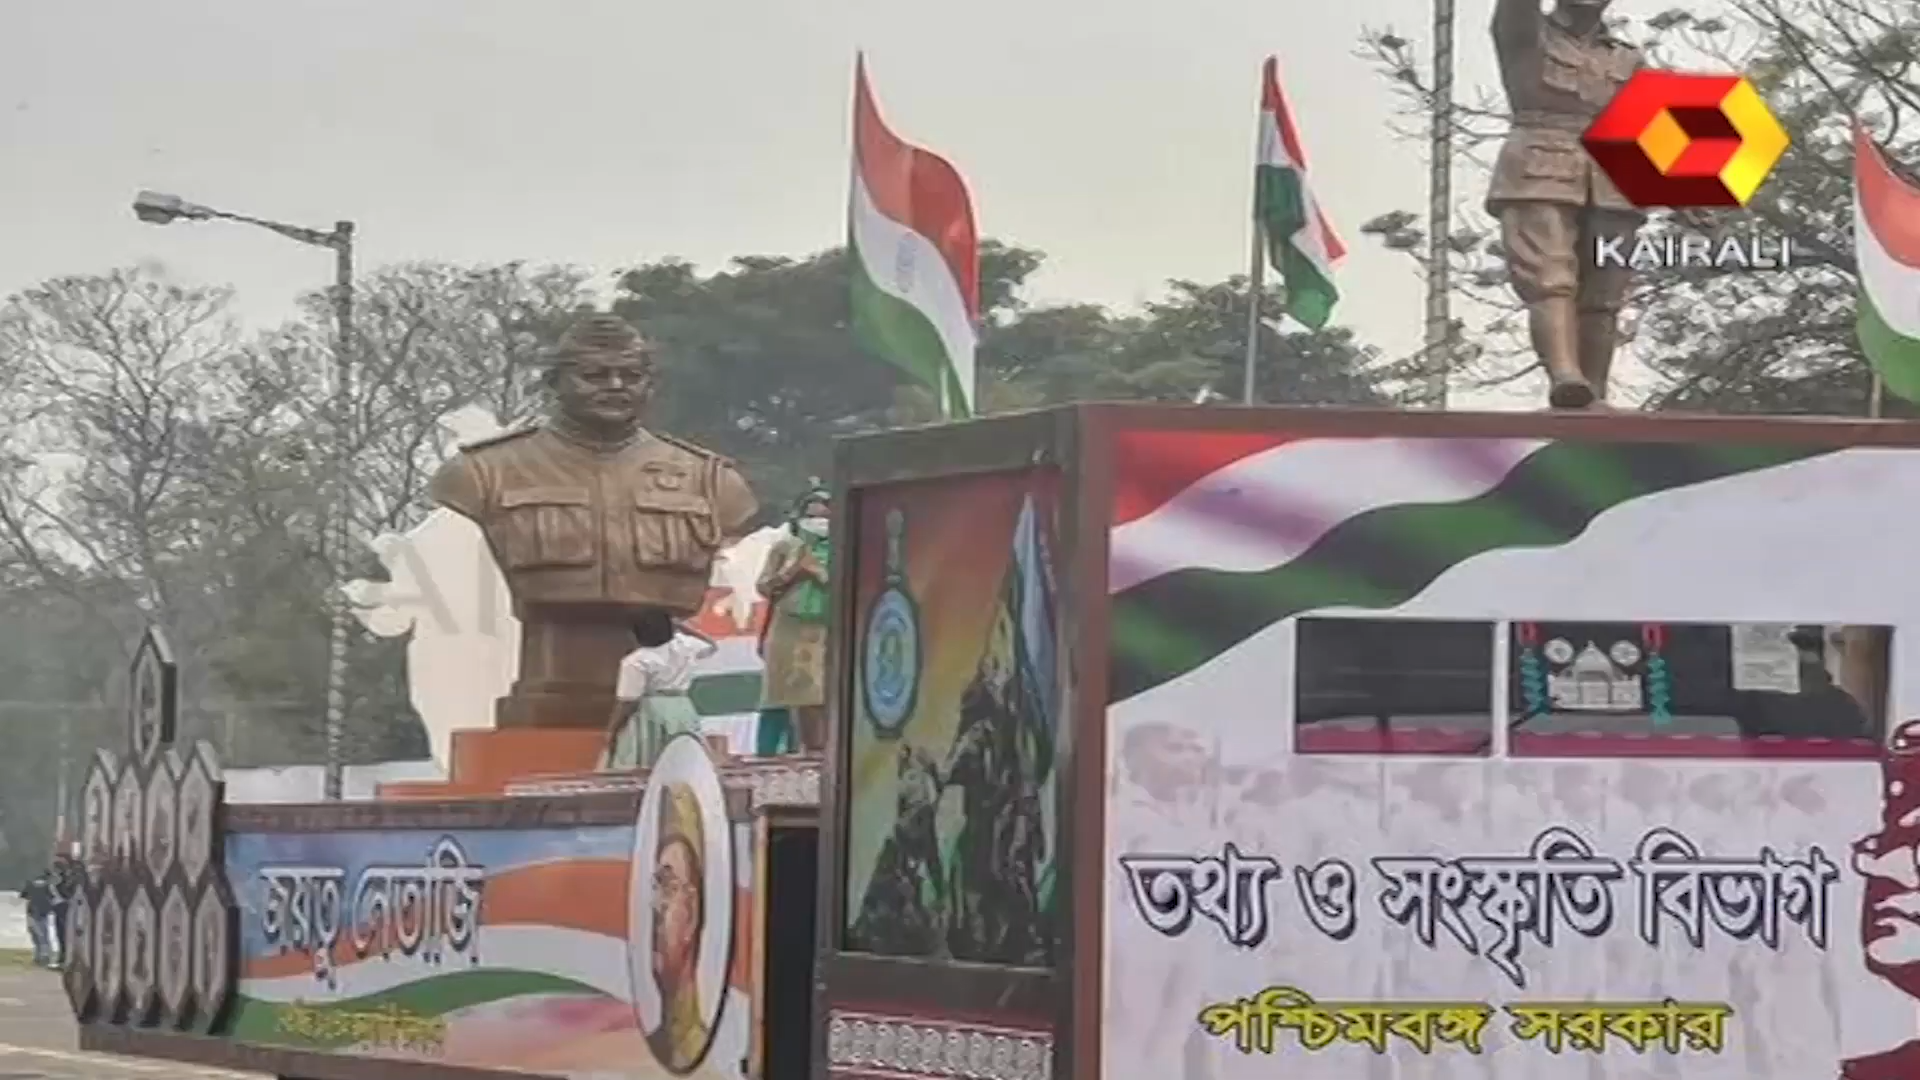 KAIRALI
জয়তু নেতাজি
তথ্য ও সংস্কৃতি বিভাগ
পশ্চিমবঙ্গ সরকার